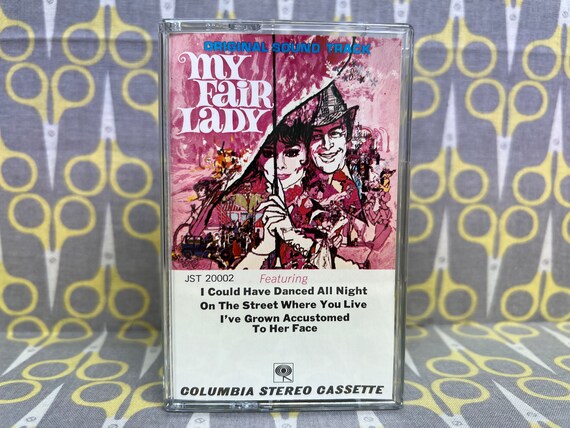 ORIGINAL SOUND TRACK
my
FaiR
LADY
JST 20002 Featuring
I Could Have Danced All Night
On The Street Where You Live
I've Grown Accustomed
To Her Face
COLUMBIA STEREO CASSETTE